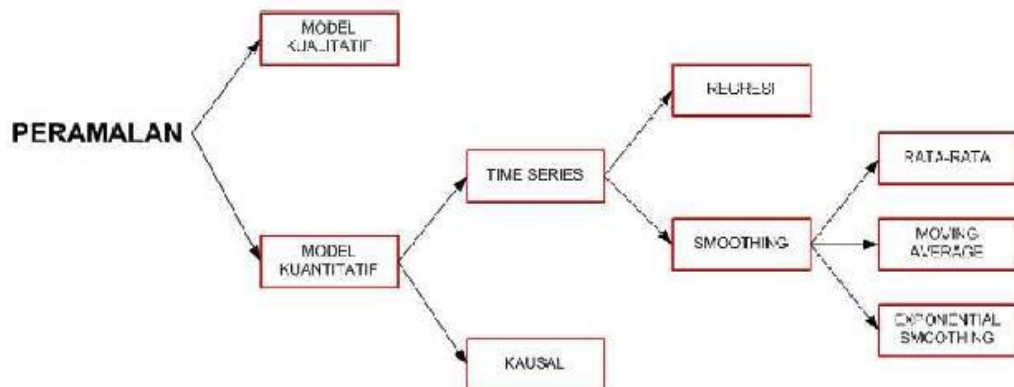 MODEL
KUALITATIF
PERAMALAN
REGRESI
RATA-RATA
TIME SERIES
SMOOTHING
MOVING
AVERAGE
MODEL
KUANTITATIF
EXPONENTIAL
SMOOTHING
KAUSAL